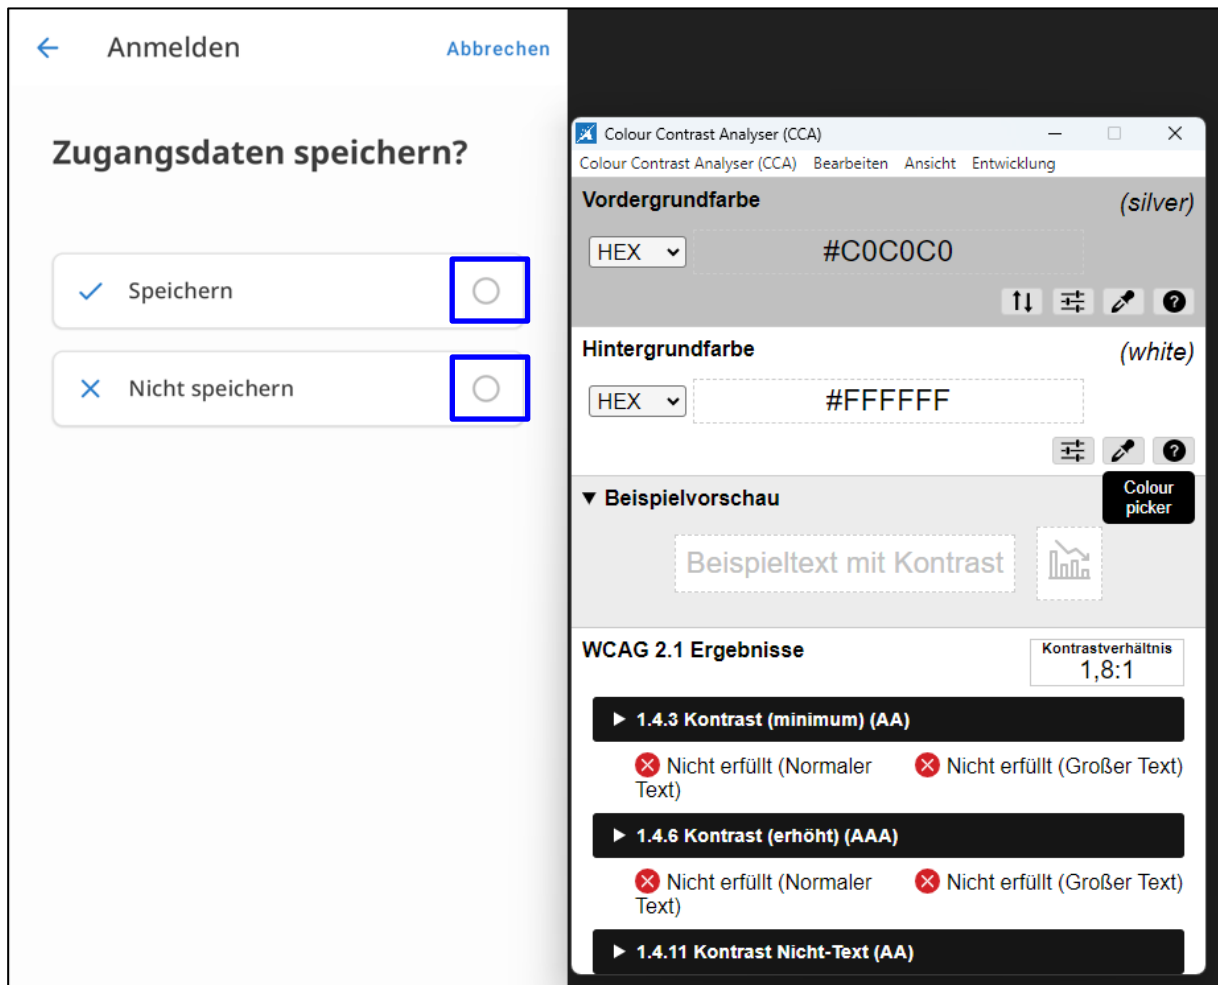 Anmelden
Abbrechen
Zugangsdaten speichern?
Speichern
Nicht speichern
Colour Contrast Analyser (CCA)
Colour Contrast Analyser (CCA) Bearbeiten Ansicht Entwicklung
Vordergrundfarbe
(silver)
HEX
#C0C0C0
Hintergrundfarbe
(white)
HEX
#FFFFFF
Colour
picker
Beispielvorschau
Beispieltext mit Kontrast
WCAG 2.1 Ergebnisse
Kontrastverhältnis
1,8:1
1.4.3 Kontrast (minimum) (AA)
Nicht erfüllt (Normaler
Text)
Nicht erfüllt (Großer Text)
1.4.6 Kontrast (erhöht) (AAA)
Nicht erfüllt (Normaler
Text)
Nicht erfüllt (Großer Text)
1.4.11 Kontrast Nicht-Text (AA)